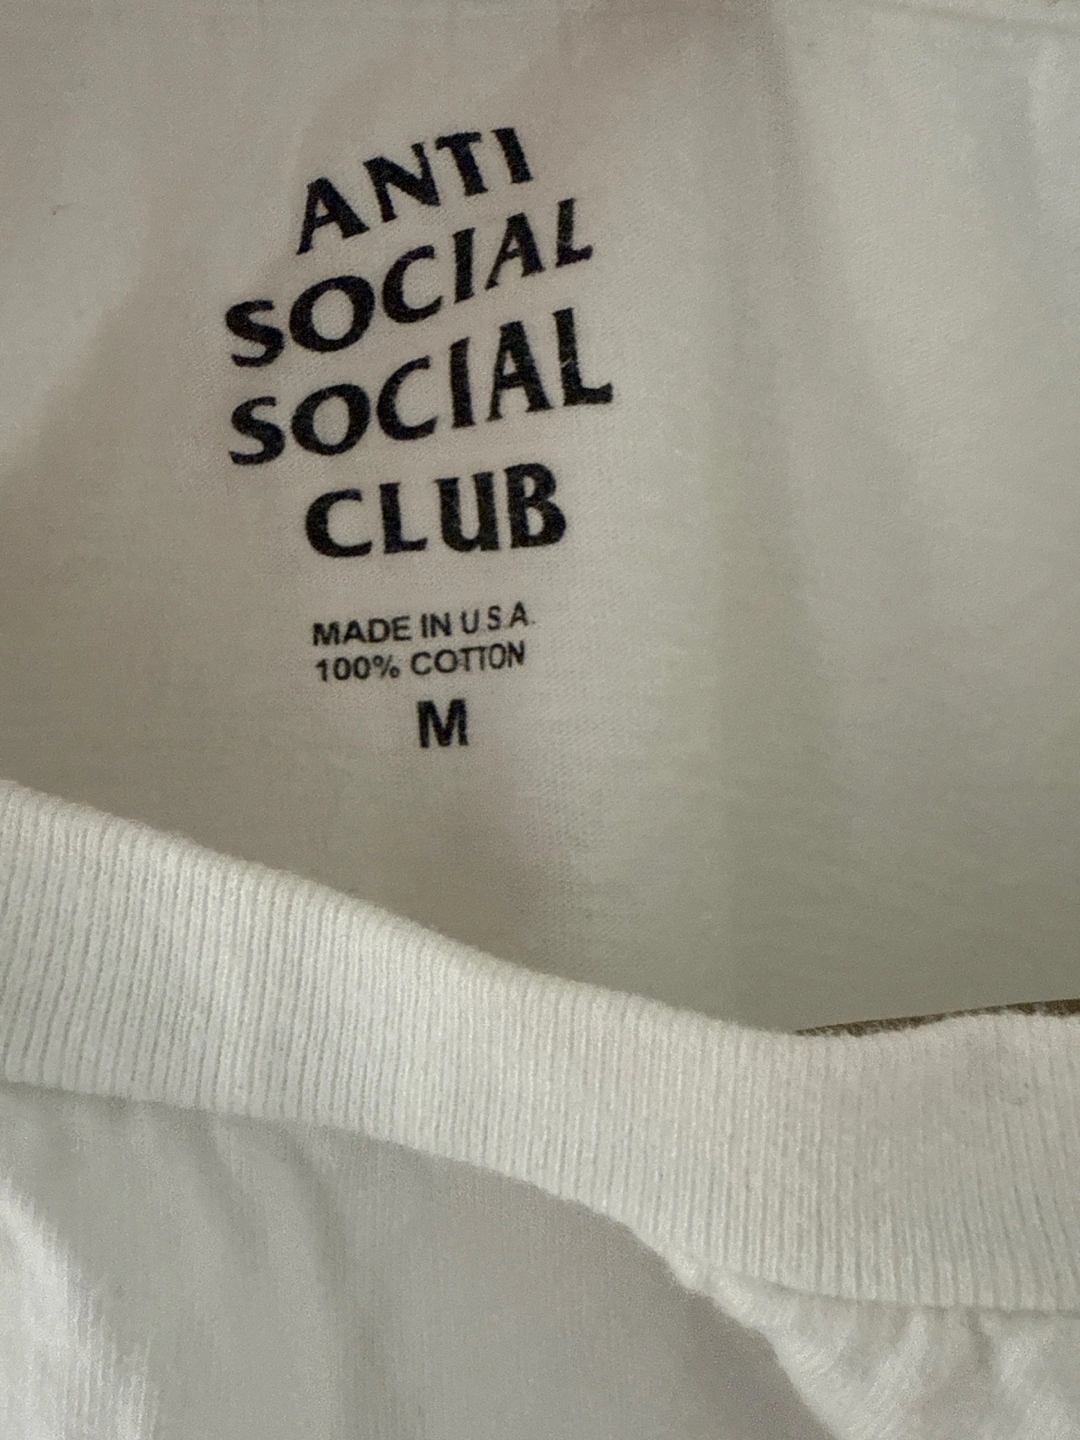 ANTI
SOCIAL
SOCIAL
CLUB
MADE IN U.S.A.
100% COTTON
M